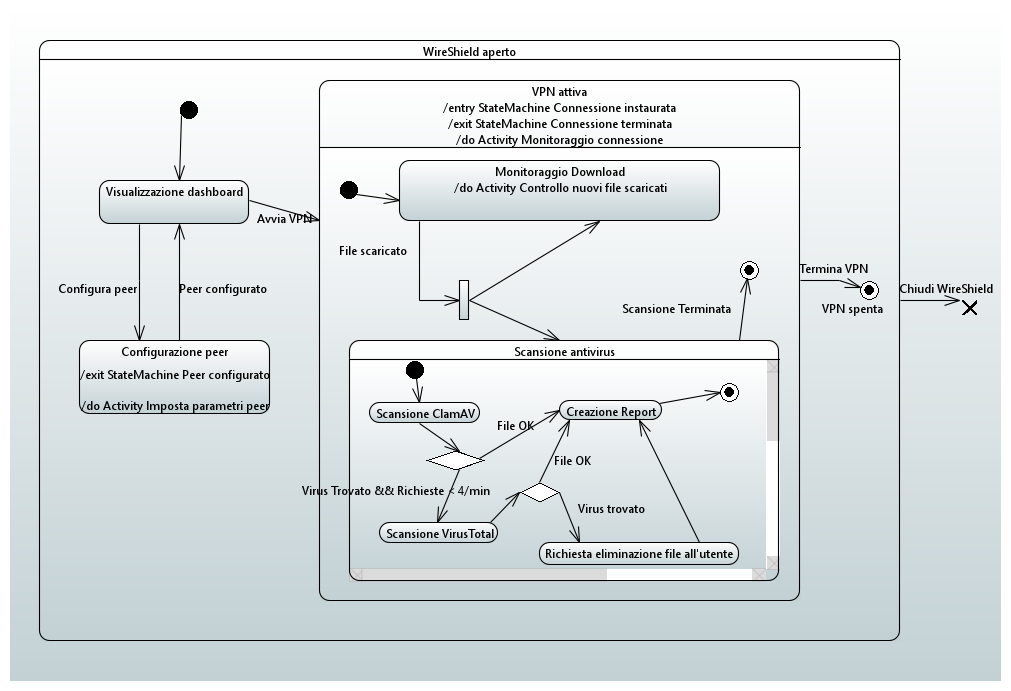 WireShield aperto
VPN attiva
/entry StateMachine Connessione instaurata
/exit StateMachine Connessione terminata
/do Activity Monitoraggio connessione
Visualizzazione dashboard
Monitoraggio Download
/do Activity Controllo nuovi file scaricati
Avvia VPN
File scaricato
Configura peer
Peer configurato
Termina VPN
Chiudi WireShield
VPN spenta
Scansione Terminata
Configurazione peer
/exit StateMachine Peer configurato
/do Activity Imposta parametri peer
Scansione antivirus
Scansione ClamAV
Creazione Report
File OK
File OK
Virus Trovato && Richieste < 4/min
Virus trovato
Scansione VirusTotal
Richiesta eliminazione file all'utente